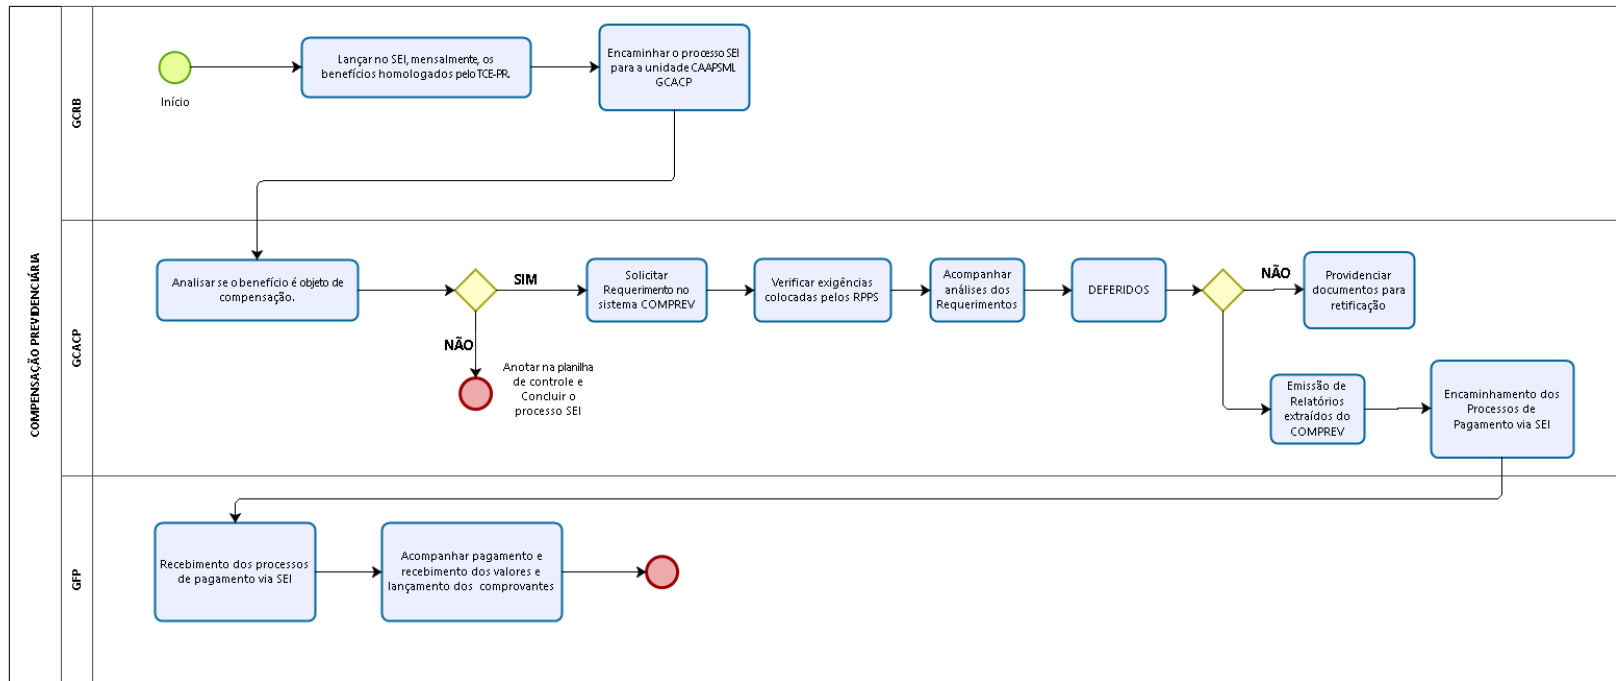 COMPENSAÇÃO PREVIDENCIÁRIA
GCRB
Início
Lançar no SEI, mensalmente, os
benefícios homologados pelo TCE-PR.
Encaminhar o processo SEI
para a unidade CAAPSML
GCACP
GCACP
Analisar se o benefício é objeto de
compensação.
SIM
NÃO
Anotar na planilha
de controle e
Concluir o
processo SEI
Solicitar
Requerimento no
sistema COMPREV
Verificar exigências
colocadas pelos RPPS
Acompanhar
análises dos
Requerimentos
DEFERIDOS
NÃO
Providenciar
documentos para
retificação
Emissão de
Relatórios
extraídos do
COMPREV
Encaminhamento dos
Processos de
Pagamento via SEI
GFP
Recebimento dos processos
de pagamento via SEI
Acompanhar pagamento e
recebimento dos valores e
lançamento dos comprovantes